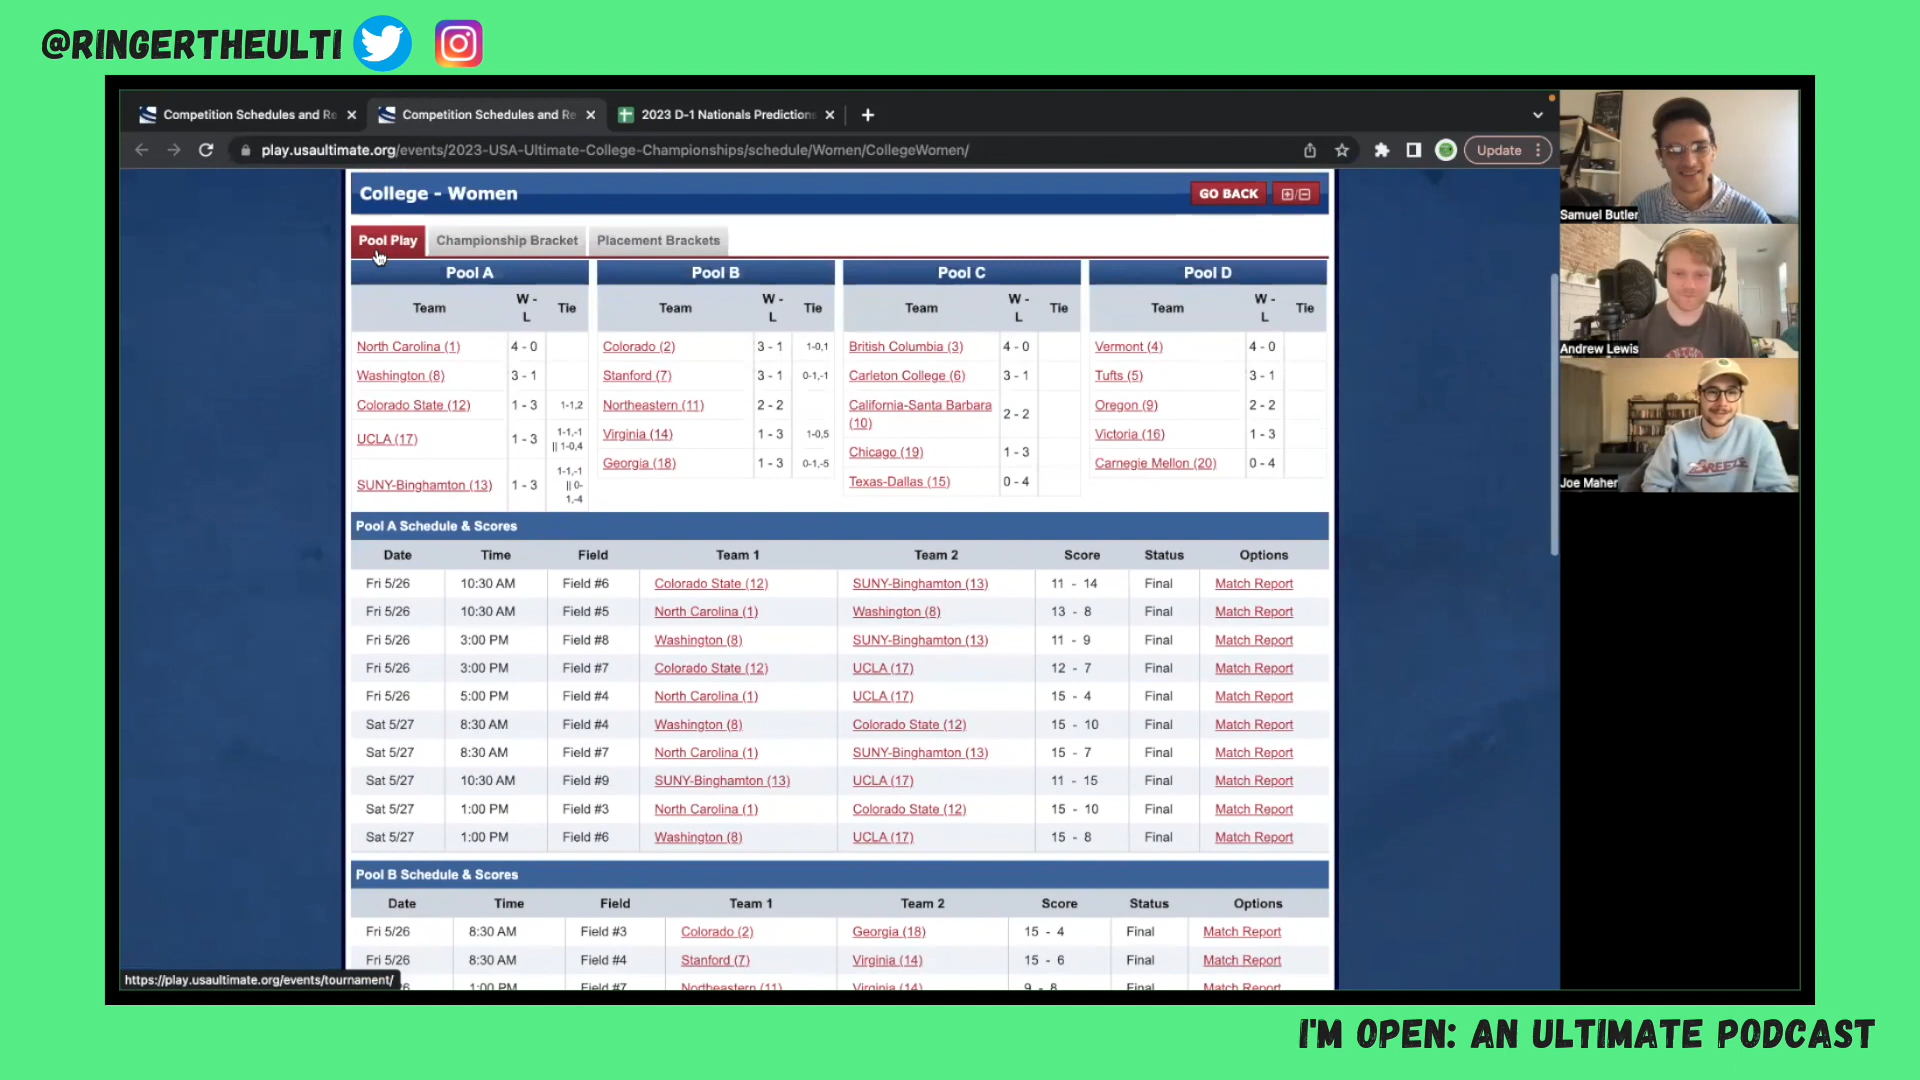 @RINGERTHEULTI
Competition Schedules and Re
Competition Schedules and Re
2023 D-1 Nationals Predictions
play.usaultimate.org/events/2023-USA-Ultimate-College-Championships/schedule/Women/CollegeWomen/
Update
College - Women
GO BACK
Pool Play Championship Bracket Placement Brackets
Pool A
Team W - L Tie
North Carolina (1) 4 - 0
Washington (8) 3 - 1
Colorado State (12) 1 - 3 1-1,2
UCLA (17) 1 - 3 1-1,-1 || 1-0,4
SUNY-Binghamton (13) 1 - 3 1-1,-1 || 0-1,-4
Pool B
Team W - L Tie
Colorado (2) 3 - 1 1-0,1
Stanford (7) 3 - 1 0-1,-1
Northeastern (11) 2 - 2
Virginia (14) 1 - 3 1-0,5
Georgia (18) 1 - 3 0-1,-5
Pool C
Team W - L Tie
British Columbia (3) 4 - 0
Carleton College (6) 3 - 1
California-Santa Barbara (10) 2 - 2
Chicago (19) 1 - 3
Texas-Dallas (15) 0 - 4
Pool D
Team W - L Tie
Vermont (4) 4 - 0
Tufts (5) 3 - 1
Oregon (9) 2 - 2
Victoria (16) 1 - 3
Carnegie Mellon (20) 0 - 4
Pool A Schedule & Scores
Date Time Field Team 1 Team 2 Score Status Options
Fri 5/26 10:30 AM Field #6 Colorado State (12) SUNY-Binghamton (13) 11 - 14 Final Match Report
Fri 5/26 10:30 AM Field #5 North Carolina (1) Washington (8) 13 - 8 Final Match Report
Fri 5/26 3:00 PM Field #8 Washington (8) SUNY-Binghamton (13) 11 - 9 Final Match Report
Fri 5/26 3:00 PM Field #7 Colorado State (12) UCLA (17) 12 - 7 Final Match Report
Fri 5/26 5:00 PM Field #4 North Carolina (1) UCLA (17) 15 - 4 Final Match Report
Sat 5/27 8:30 AM Field #4 Washington (8) Colorado State (12) 15 - 10 Final Match Report
Sat 5/27 8:30 AM Field #7 North Carolina (1) SUNY-Binghamton (13) 15 - 7 Final Match Report
Sat 5/27 10:30 AM Field #9 SUNY-Binghamton (13) UCLA (17) 11 - 15 Final Match Report
Sat 5/27 1:00 PM Field #3 North Carolina (1) Colorado State (12) 15 - 10 Final Match Report
Sat 5/27 1:00 PM Field #6 Washington (8) UCLA (17) 15 - 8 Final Match Report
Pool B Schedule & Scores
Date Time Field Team 1 Team 2 Score Status Options
Fri 5/26 8:30 AM Field #3 Colorado (2) Georgia (18) 15 - 4 Final Match Report
Fri 5/26 8:30 AM Field #4 Stanford (7) Virginia (14) 15 - 6 Final Match Report
1:00 PM Field #7 Northeastern (11) Virginia (14) 9 - 8 Final Match Report
https://play.usaultimate.org/events/tournament/
Samuel Butler
Andrew Lewis
BREEZE
Joe Maher
I'M OPEN: AN ULTIMATE PODCAST